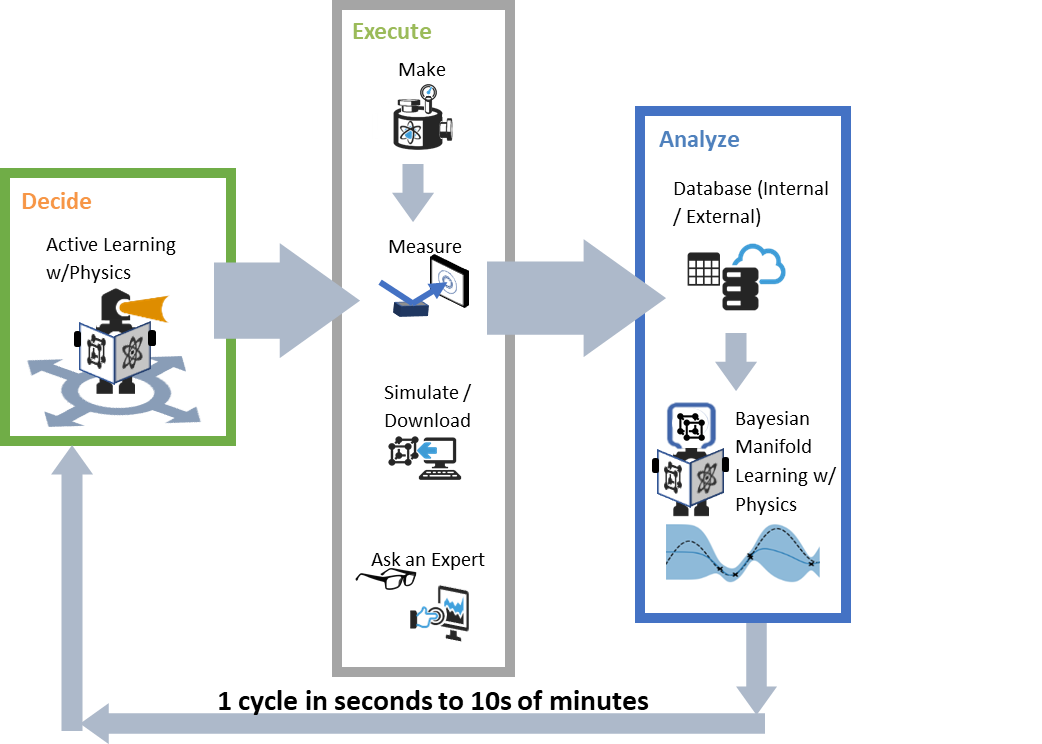 Decide
Active Learning
w/Physics
Execute
Make
Measure
Simulate /
Download
Ask an Expert
Analyze
Database (Internal
/ External)
Bayesian
Manifold
Learning w/
Physics
1 cycle in seconds to 10s of minutes